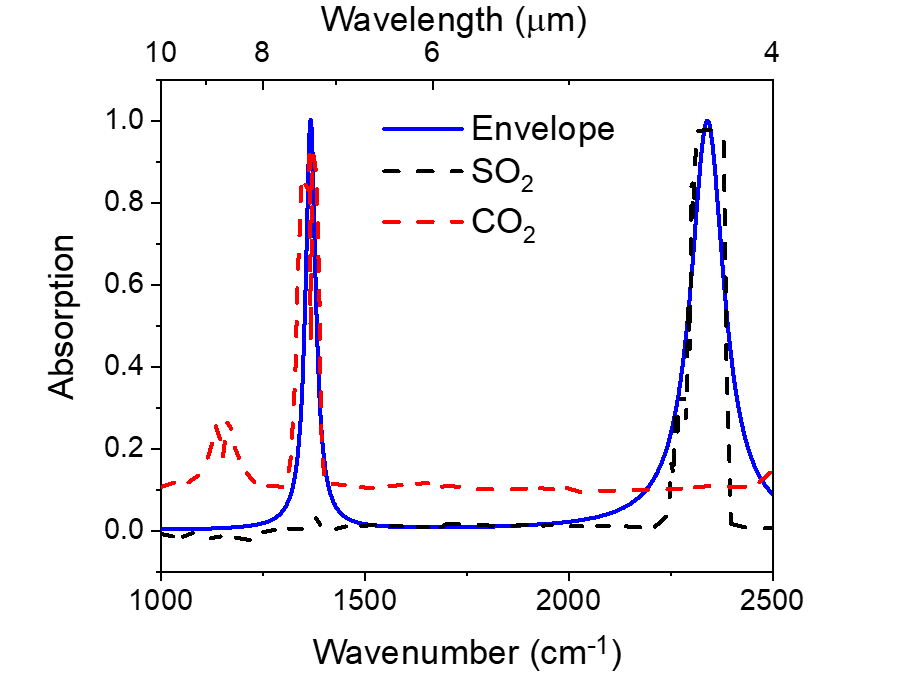 Wavelength (μm)
10 8 6 4
1.0
0.8
0.6
0.4
0.2
0.0
Absorption
Envelope
SO₂
CO₂
1000 1500 2000 2500
Wavenumber (cm⁻¹)